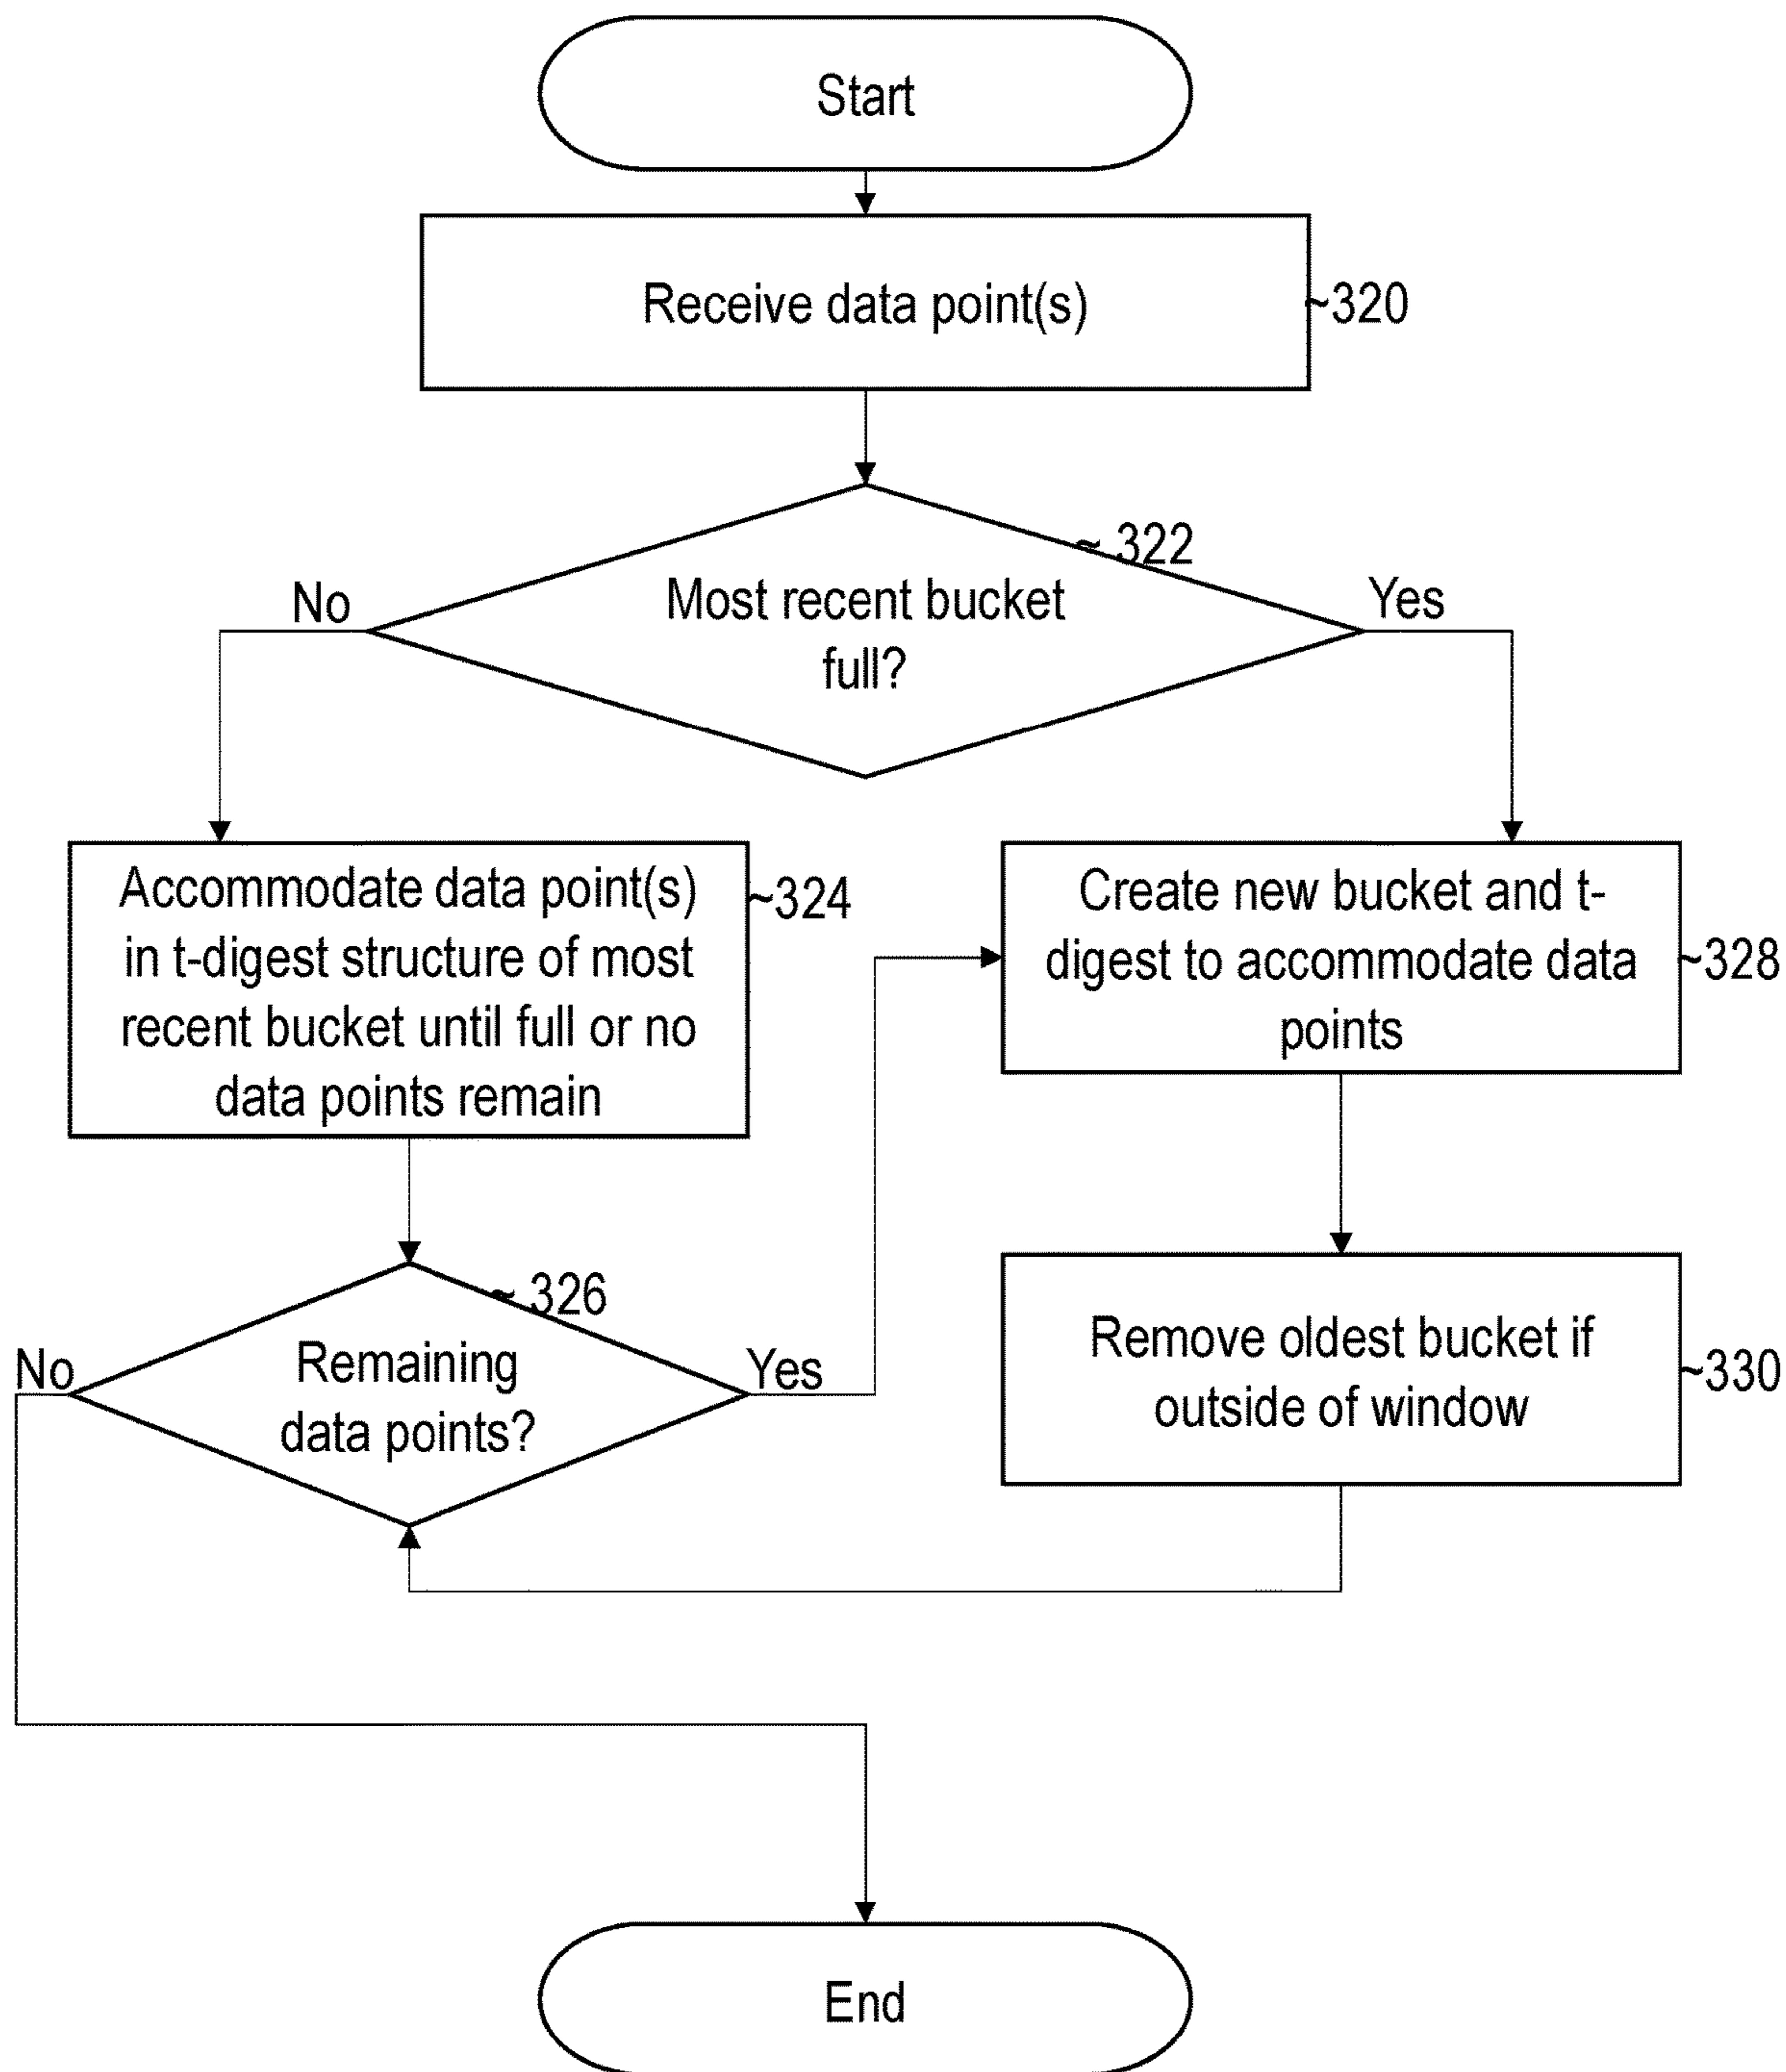 Start
Receive data point(s)
~320
~ 322
Most recent bucket
full?
No
Yes
Accommodate data point(s)
in t-digest structure of most
recent bucket until full or no
data points remain
~324
Create new bucket and t-
digest to accommodate data
points
~328
~ 326
Remaining
data points?
No
Yes
Remove oldest bucket if
outside of window
~330
End